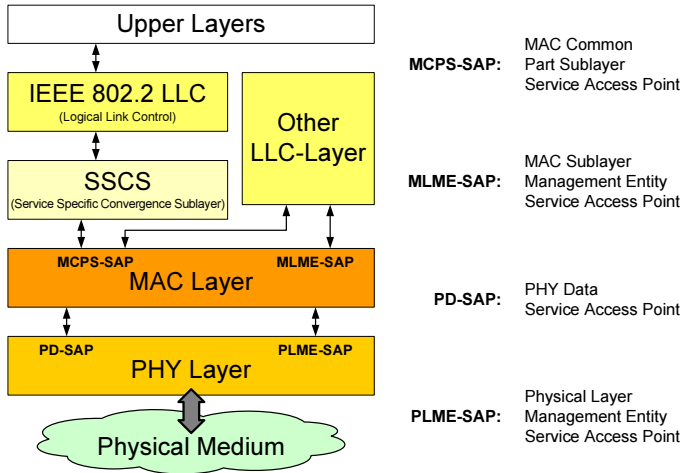 Upper Layers
IEEE 802.2 LLC
(Logical Link Control)
Other
LLC-Layer
SSCS
(Service Specific Convergence Sublayer)
MCPS-SAP
MLME-SAP
MAC Layer
PD-SAP
PLME-SAP
PHY Layer
Physical Medium
MCPS-SAP:
MAC Common
Part Sublayer
Service Access Point
MLME-SAP:
MAC Sublayer
Management Entity
Service Access Point
PD-SAP:
PHY Data
Service Access Point
PLME-SAP:
Physical Layer
Management Entity
Service Access Point